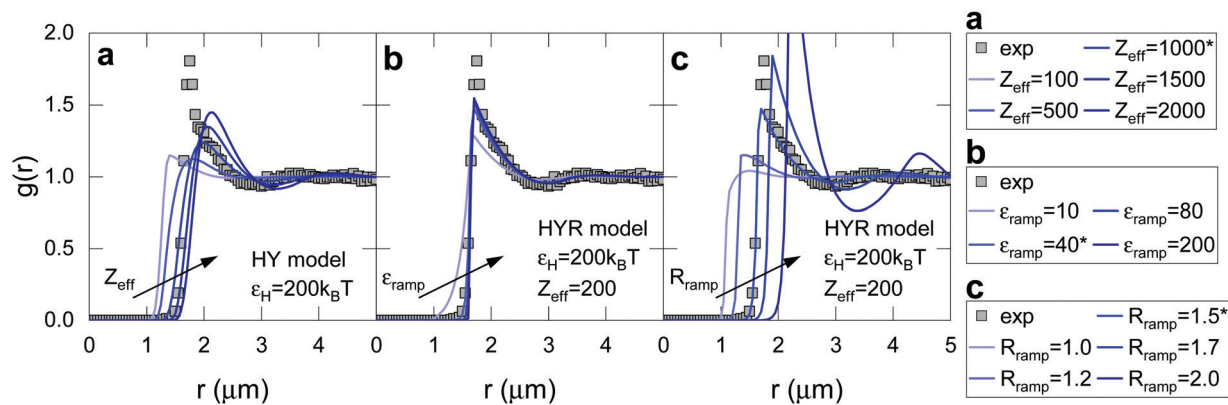 2.0
1.5
1.0
0.5
0.0
g(r)
a
Z_eff
HY model
ε_H=200k_BT
0 1 2 3 4
r (μm)
b
ε_ramp
HYR model
ε_H=200k_BT
Z_eff=200
0 1 2 3 4
r (μm)
c
R_ramp
HYR model
ε_H=200k_BT
Z_eff=200
0 1 2 3 4 5
r (μm)
a
exp Z_eff=1000*
Z_eff=100 Z_eff=1500
Z_eff=500 Z_eff=2000
b
exp
ε_ramp=10 ε_ramp=80
ε_ramp=40* ε_ramp=200
c
exp R_ramp=1.5*
R_ramp=1.0 R_ramp=1.7
R_ramp=1.2 R_ramp=2.0